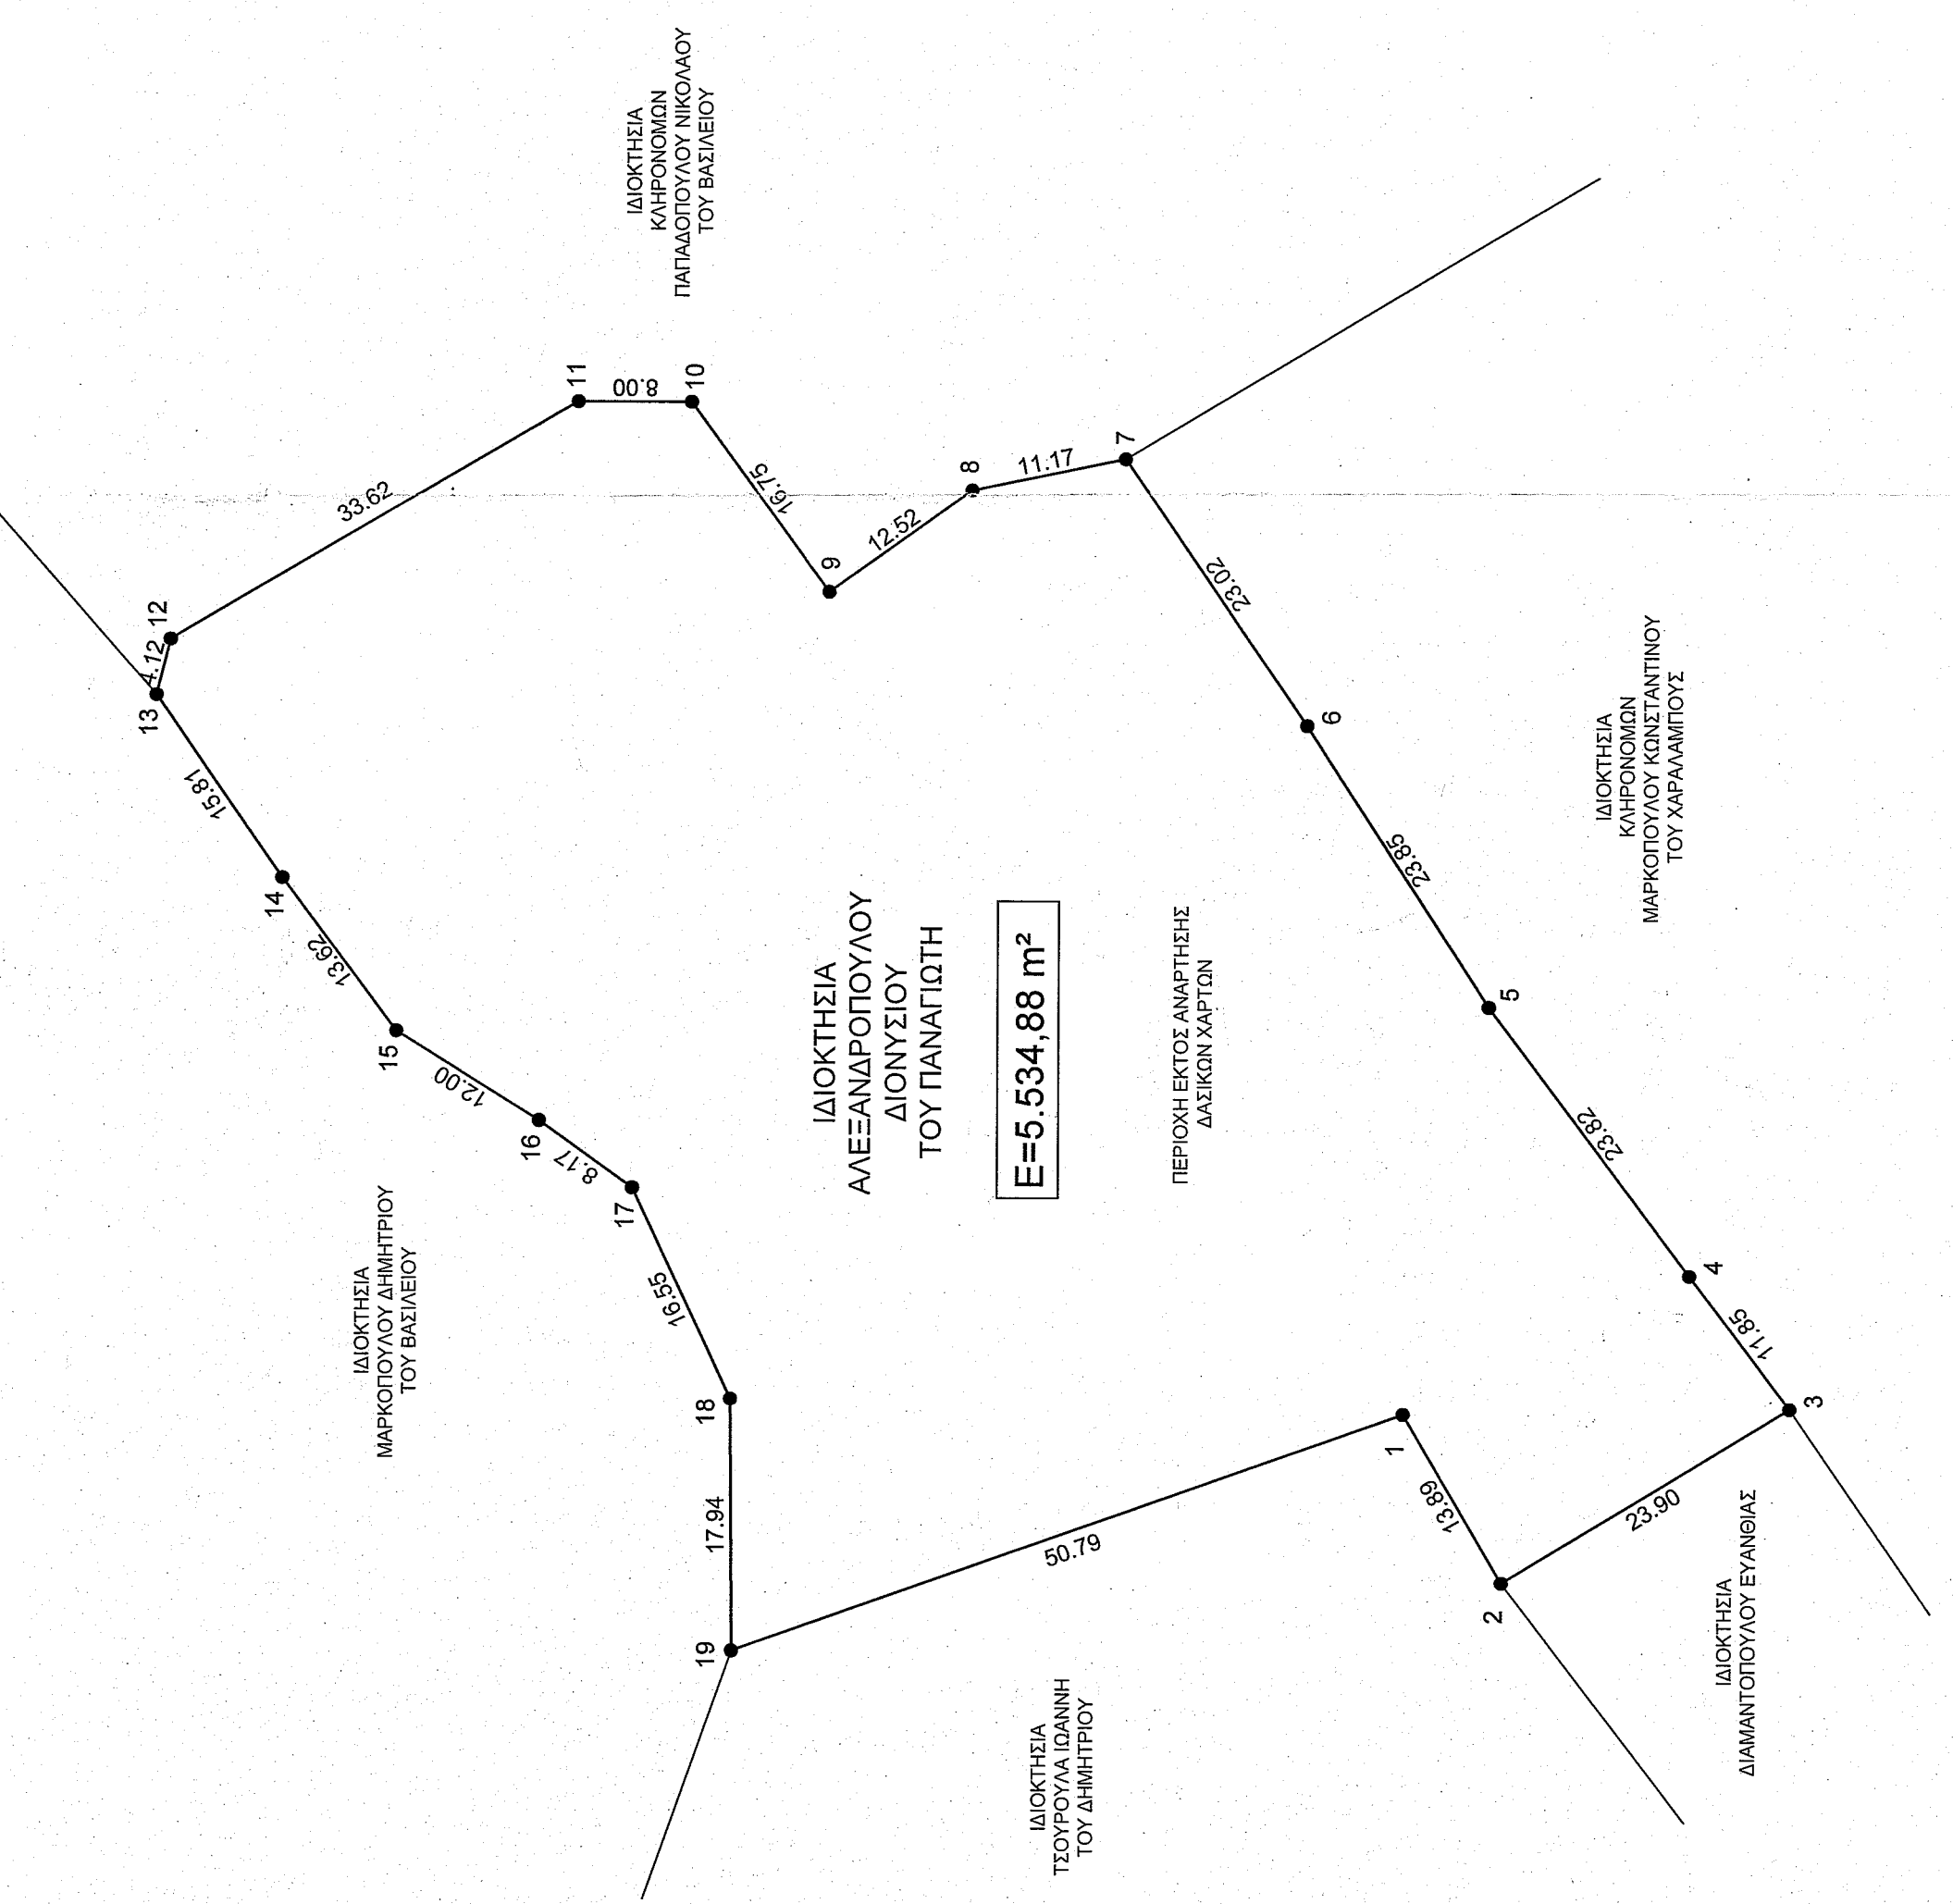 ΙΔΙΟΚΤΗΣΙΑ
ΚΛΗΡΟΝΟΜΩΝ
ΠΑΠΑΔΟΠΟΥΛΟΥ ΝΙΚΟΛΑΟΥ
ΤΟΥ ΒΑΣΙΛΕΙΟΥ
11
8.00
10
33.62
16.75
9
12.52
8
11.17
7
12
4.12
13
15.81
14
13.62
15
12.00
16
8.17
17
16.55
18
17.94
19
23.02
6
23.85
5
23.82
4
11.85
3
23.90
2
13.89
1
50.79
ΙΔΙΟΚΤΗΣΙΑ
ΑΛΕΞΑΝΔΡΟΠΟΥΛΟΥ
ΔΙΟΝΥΣΙΟΥ
ΤΟΥ ΠΑΝΑΓΙΩΤΗ
Ε=5.534,88 m²
ΠΕΡΙΟΧΗ ΕΚΤΟΣ ΑΝΑΡΤΗΣΗΣ
ΔΑΣΙΚΩΝ ΧΑΡΤΩΝ
ΙΔΙΟΚΤΗΣΙΑ
ΚΛΗΡΟΝΟΜΩΝ
ΜΑΡΚΟΠΟΥΛΟΥ ΚΩΝΣΤΑΝΤΙΝΟΥ
ΤΟΥ ΧΑΡΑΛΑΜΠΟΥΣ
ΙΔΙΟΚΤΗΣΙΑ
ΜΑΡΚΟΠΟΥΛΟΥ ΔΗΜΗΤΡΙΟΥ
ΤΟΥ ΒΑΣΙΛΕΙΟΥ
ΙΔΙΟΚΤΗΣΙΑ
ΤΣΟΥΡΟΥΛΑ ΙΩΑΝΝΗ
ΤΟΥ ΔΗΜΗΤΡΙΟΥ
ΙΔΙΟΚΤΗΣΙΑ
ΔΙΑΜΑΝΤΟΠΟΥΛΟΥ ΕΥΑΝΘΙΑΣ